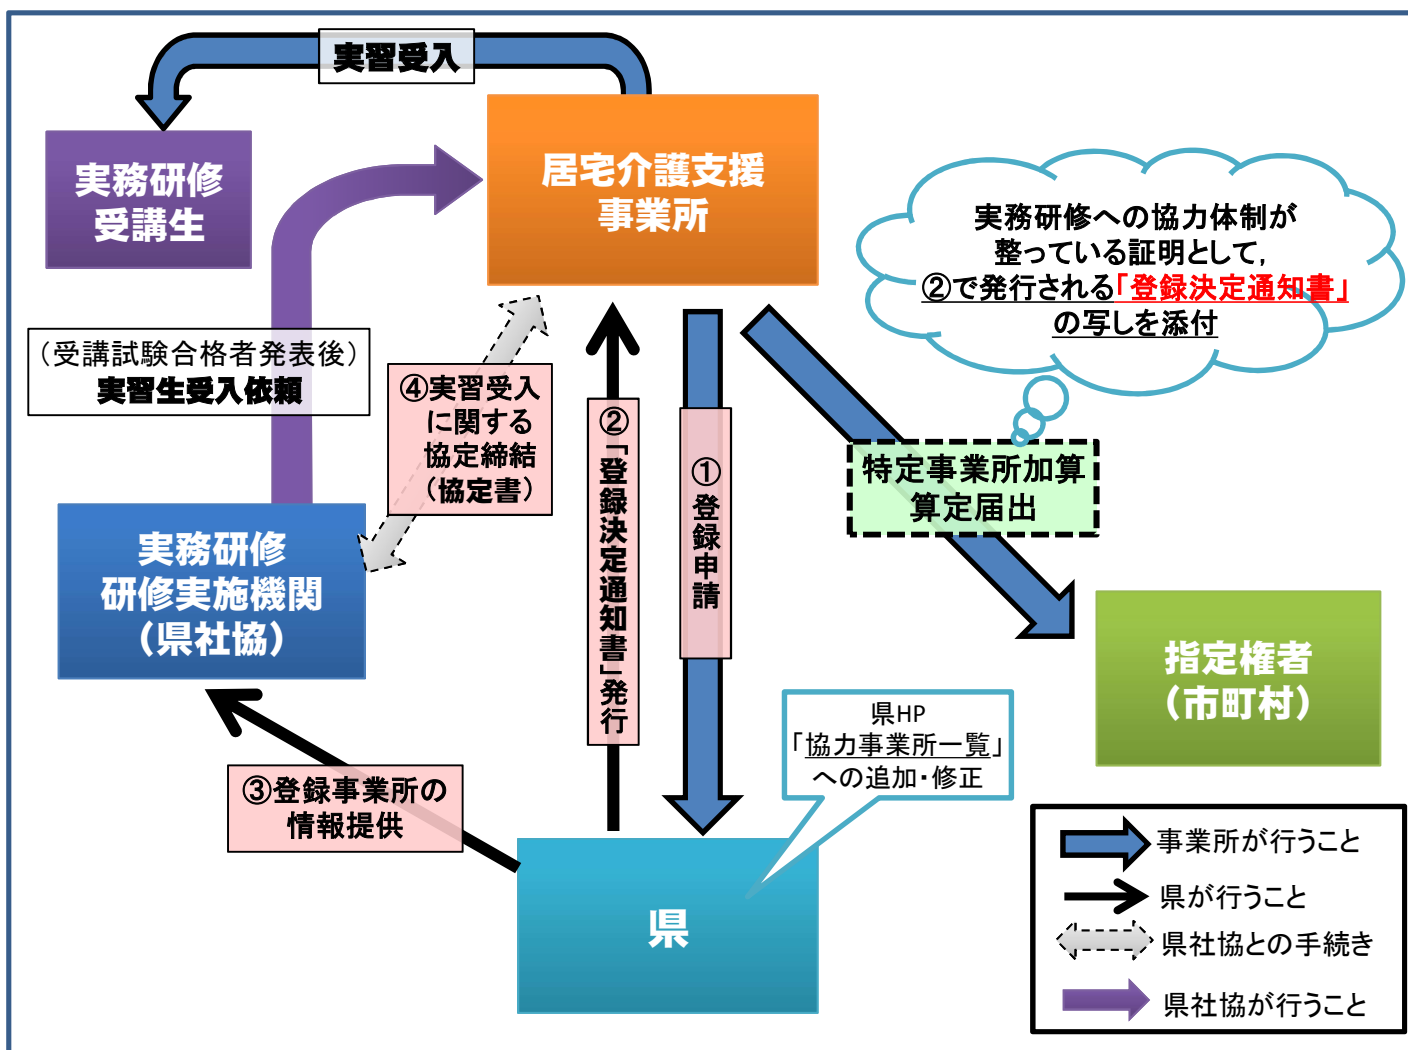 実習受入
実務研修
受講生
居宅介護支援
事業所
実務研修への協力体制が
整っている証明として,
②で発行される「登録決定通知書」
の写しを添付
（受講試験合格者発表後）
実習生受入依頼
④実習受入
に関する
協定締結
（協定書）
②「登録決定通知書」発行
①登録申請
特定事業所加算
算定届出
実務研修
研修実施機関
（県社協）
指定権者
（市町村）
県HP
「協力事業所一覧」
への追加・修正
③登録事業所の
情報提供
県
事業所が行うこと
県が行うこと
県社協との手続き
県社協が行うこと